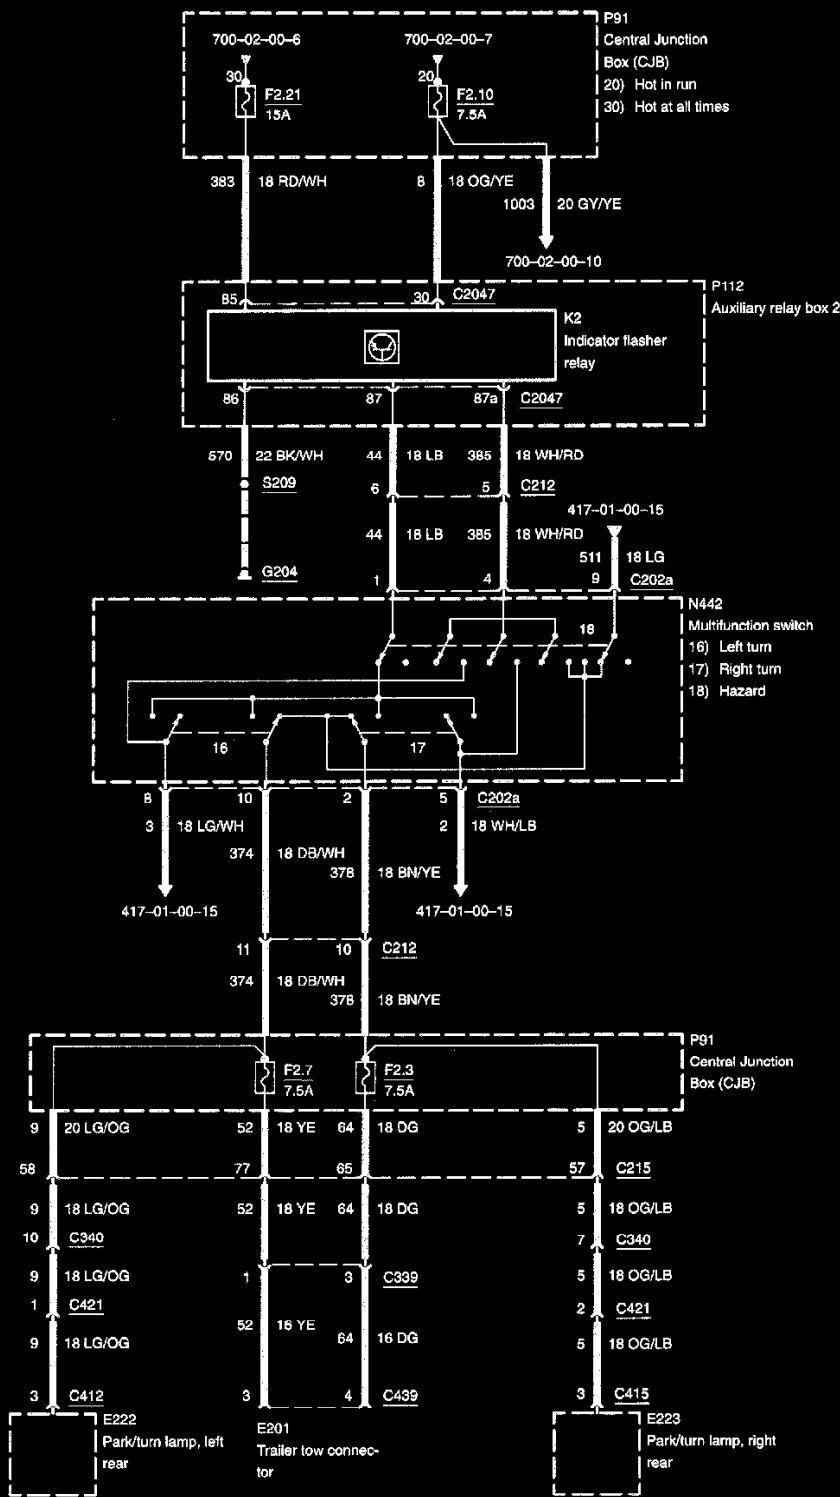 P91
700-02-00-6
700-02-00-7
Central Junction
Box (CJB)
20) Hot in run
30) Hot at all times
30
F2.21
15A
20
F2.10
7.5A
383
18 RD/WH
8
18 OG/YE
1003
20 GY/YE
700-02-00-10
P112
Auxiliary relay box 2
85
30
C2047
K2
Indicator flasher
relay
86
87
87a
C2047
570
22 BK/WH
44
18 LB
385
18 WH/RD
S209
6
5
C212
417-01-00-15
44
18 LB
385
18 WH/RD
511
18 LG
G204
1
4
9
C202a
N442
Multifunction switch
16) Left turn
17) Right turn
18) Hazard
18
16
17
8
10
2
5
C202a
3
18 LG/WH
2
18 WH/LB
374
18 DB/WH
378
18 BN/YE
417-01-00-15
417-01-00-15
11
10
C212
374
18 DB/WH
378
18 BN/YE
P91
Central Junction
Box (CJB)
F2.7
7.5A
F2.3
7.5A
9
20 LG/OG
52
18 YE
64
18 DG
5
20 OG/LB
58
77
65
57
C215
9
18 LG/OG
52
18 YE
64
18 DG
5
18 OG/LB
10
C340
7
C340
9
18 LG/OG
1
3
C339
5
18 OG/LB
1
C421
2
C421
52
16 YE
64
16 DG
9
18 LG/OG
5
18 OG/LB
3
C412
3
4
C439
3
C415
E222
Park/turn lamp, left
rear
E201
Trailer tow connec-
tor
E223
Park/turn lamp, right
rear